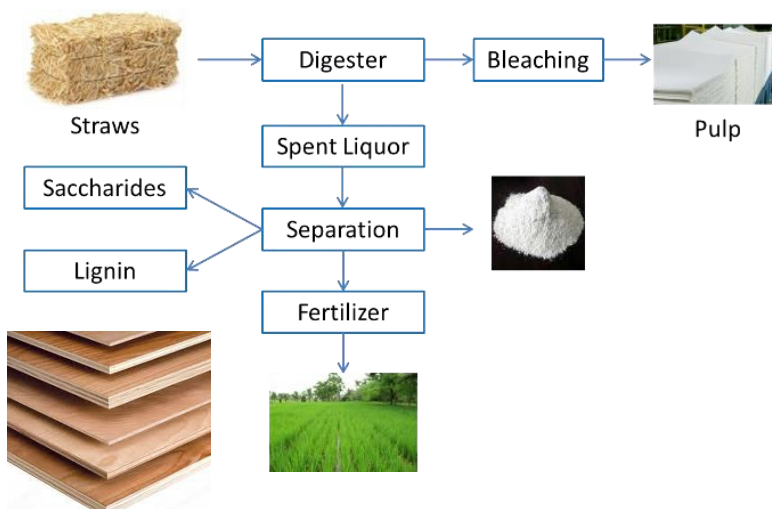 Straws
Digester
Bleaching
Pulp
Spent Liquor
Saccharides
Separation
Lignin
Fertilizer